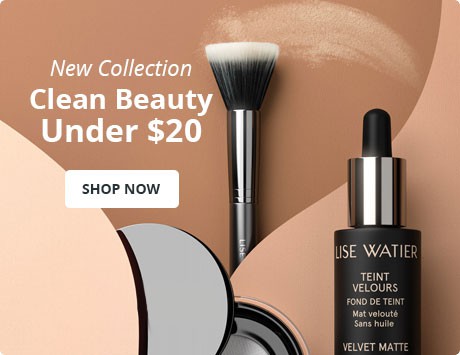 New Collection
Clean Beauty
Under $20
SHOP NOW
LISE
LISE WATIER
TEINT
VELOURS
FOND DE TEINT
Mat velouté
Sans huile
VELVET MATTE